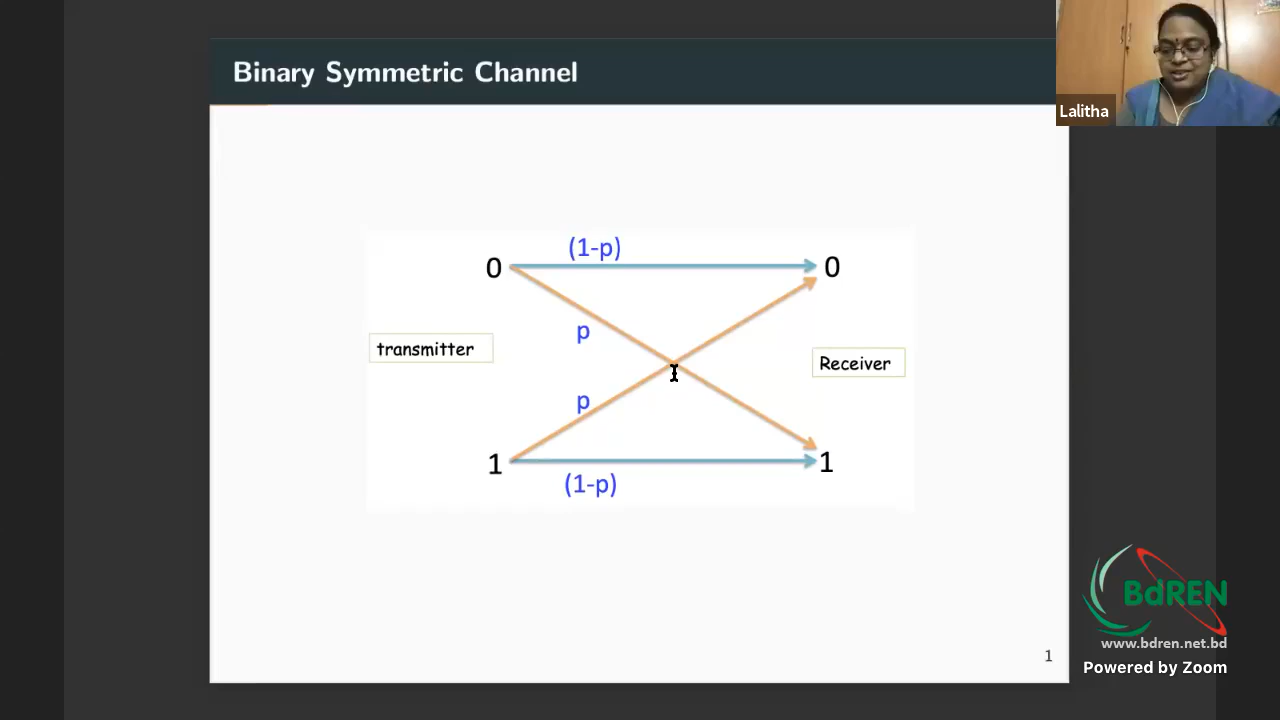 Binary Symmetric Channel
Lalitha
(1-p)
0
0
p
transmitter
Receiver
p
1
1
(1-p)
BdREN
www.bdren.net.bd
1
Powered by Zoom